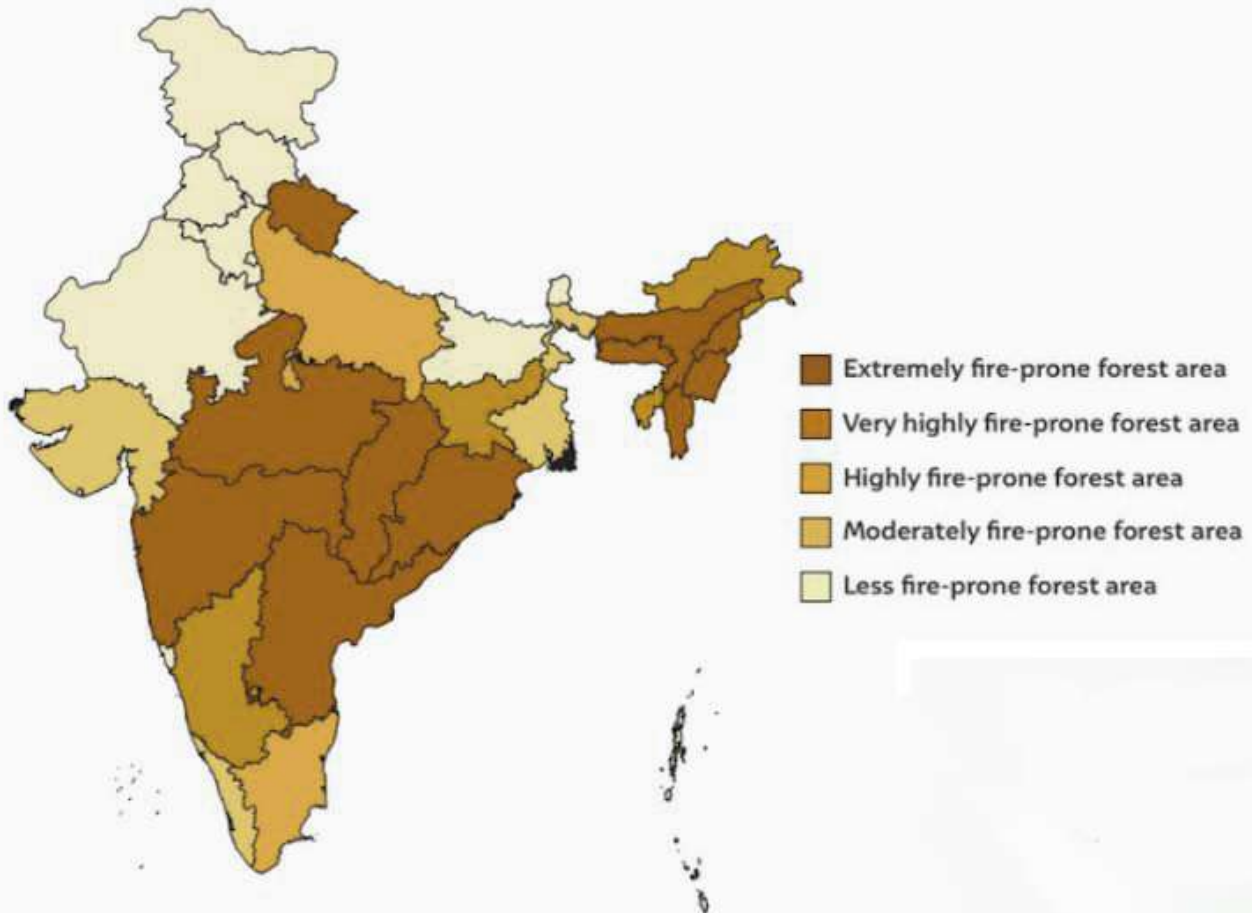 Extremely fire-prone forest area
Very highly fire-prone forest area
Highly fire-prone forest area
Moderately fire-prone forest area
Less fire-prone forest area